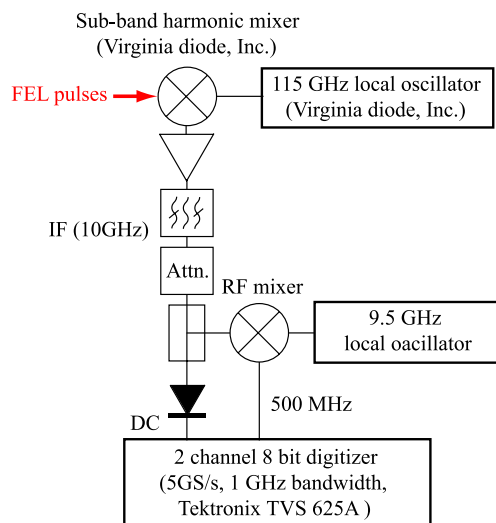 Sub-band harmonic mixer
(Virginia diode, Inc.)
FEL pulses
115 GHz local oscillator
(Virginia diode, Inc.)
IF (10GHz)
Attn.
RF mixer
9.5 GHz
local oacillator
500 MHz
DC
2 channel 8 bit digitizer
(5GS/s, 1 GHz bandwidth,
Tektronix TVS 625A )